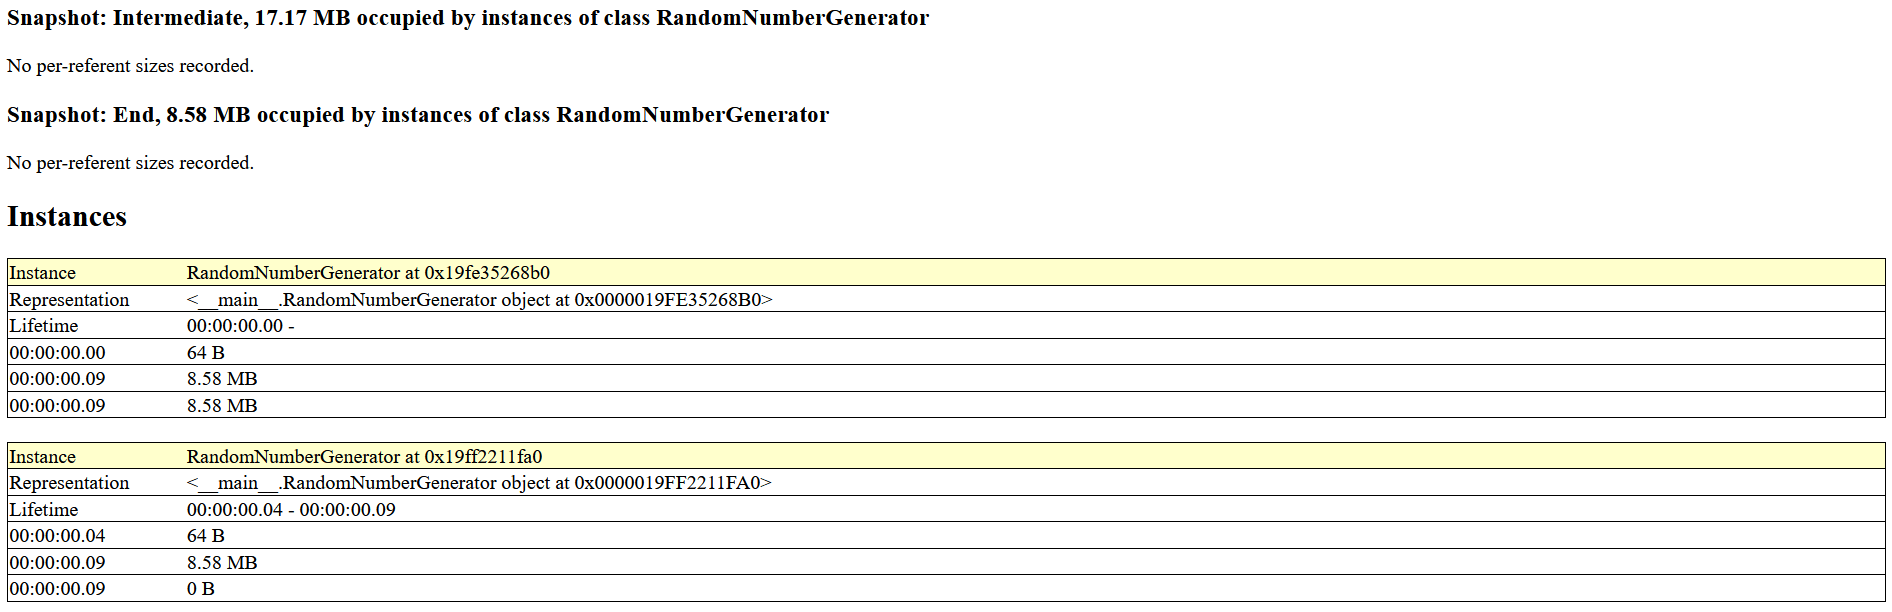 Snapshot: Intermediate, 17.17 MB occupied by instances of class RandomNumberGenerator
No per-referent sizes recorded.
Snapshot: End, 8.58 MB occupied by instances of class RandomNumberGenerator
No per-referent sizes recorded.
Instances
Instance RandomNumberGenerator at 0x19fe35268b0
Representation <__main__.RandomNumberGenerator object at 0x0000019FE35268B0>
Lifetime 00:00:00.00 -
00:00:00.00 64 B
00:00:00.09 8.58 MB
00:00:00.09 8.58 MB
Instance RandomNumberGenerator at 0x19ff2211fa0
Representation <__main__.RandomNumberGenerator object at 0x0000019FF2211FA0>
Lifetime 00:00:00.04 - 00:00:00.09
00:00:00.04 64 B
00:00:00.09 8.58 MB
00:00:00.09 0 B